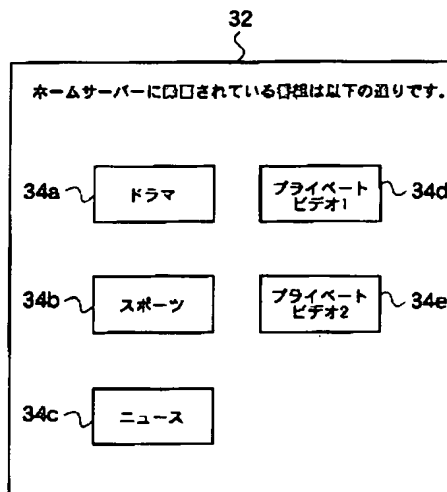 32
ホームサーバーに されている 番組は以下の通りです。
34a
ドラマ
プライベート
ビデオ1
34d
34b
スポーツ
プライベート
ビデオ2
34e
34c
ニュース